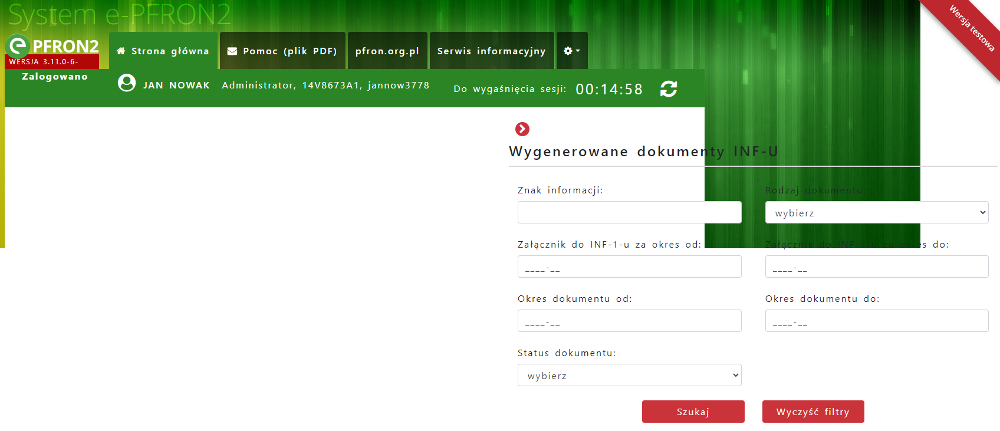 System e-PFRON2
Wersja testowa
e PFRON2
WERSJA 3.11.0-6-
Strona główna
Pomoc (plik PDF)
pfron.org.pl
Serwis informacyjny
Zalogowano
JAN NOWAK Administrator, 14V8673A1, jannow3778
Do wygaśnięcia sesji: 00:14:58
Wygenerowane dokumenty INF-U
Znak informacji:
Rodzaj dokumentu:
wybierz
Załącznik do INF-1-u za okres od:
Załącznik do INF-1-u za okres do:
____-__
____-__
Okres dokumentu od:
Okres dokumentu do:
____-__
____-__
Status dokumentu:
wybierz
Szukaj
Wyczyść filtry